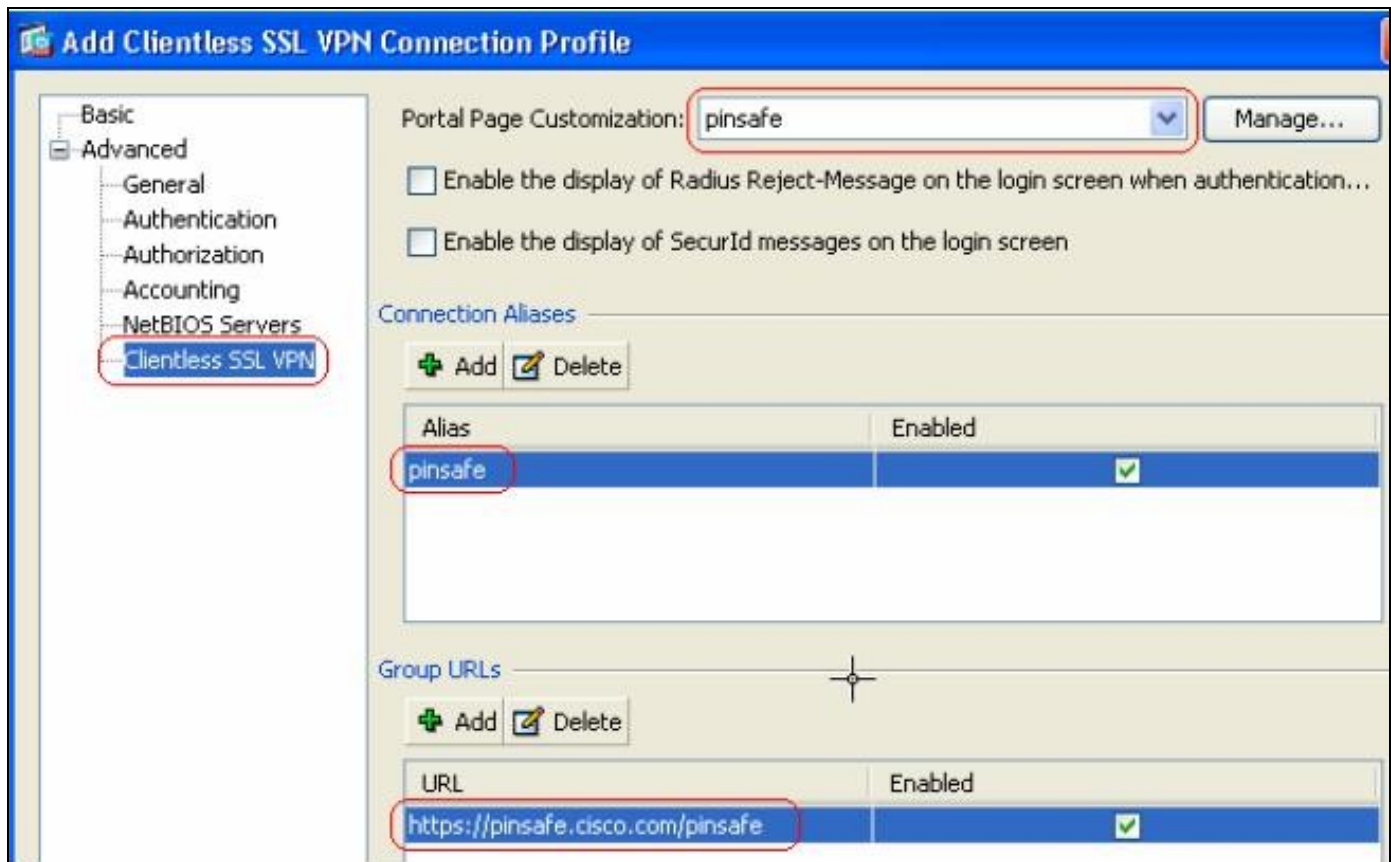 Add Clientless SSL VPN Connection Profile
Basic
Advanced
General
Authentication
Authorization
Accounting
NetBIOS Servers
Clientless SSL VPN
Portal Page Customization: pinsafe Manage...
Enable the display of Radius Reject-Message on the login screen when authentication...
Enable the display of SecurId messages on the login screen
Connection Aliases
Add Delete
Alias Enabled
pinsafe
Group URLs
Add Delete
URL Enabled
https://pinsafe.cisco.com/pinsafe